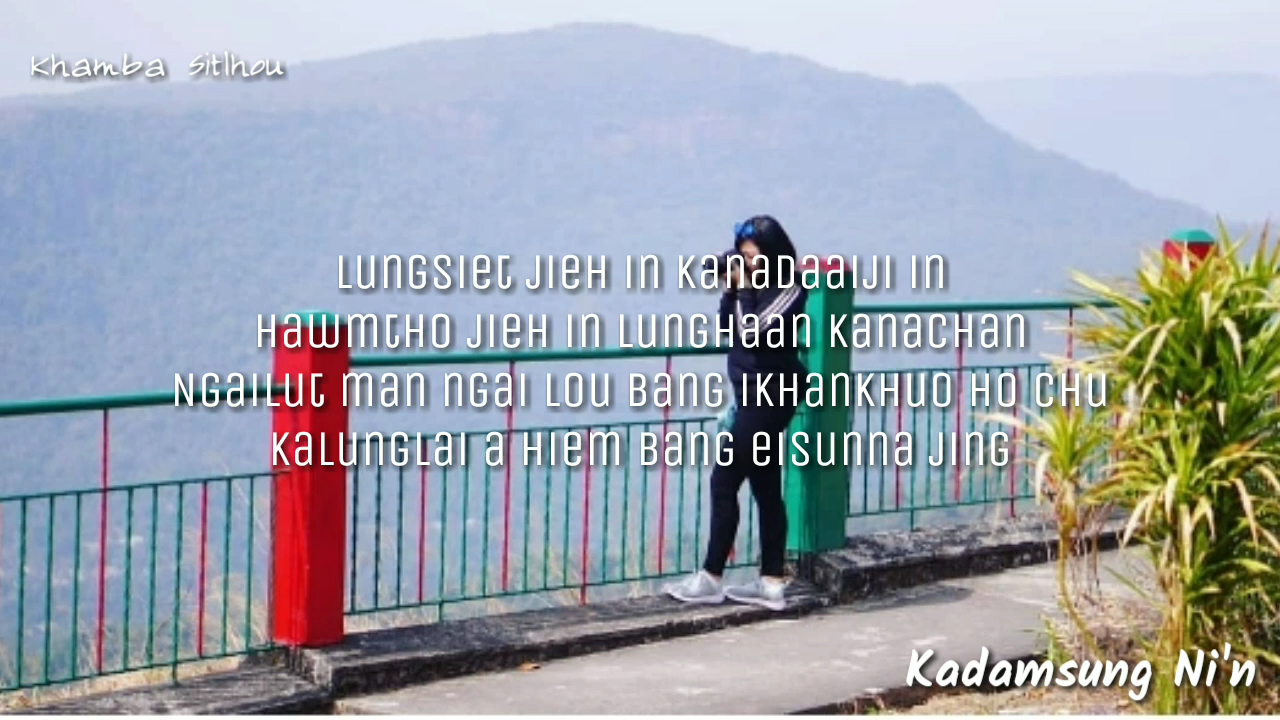 Khamba Sitlhou
Lungsiet jieh in kanadaaiji in
Hawmtho jieh in lunghaan kanachan
Ngailut man ngai lou bang ikhankhuo ho chu
Kalunglai a hiem bang eisunna jing
Kadamsung Ni'n